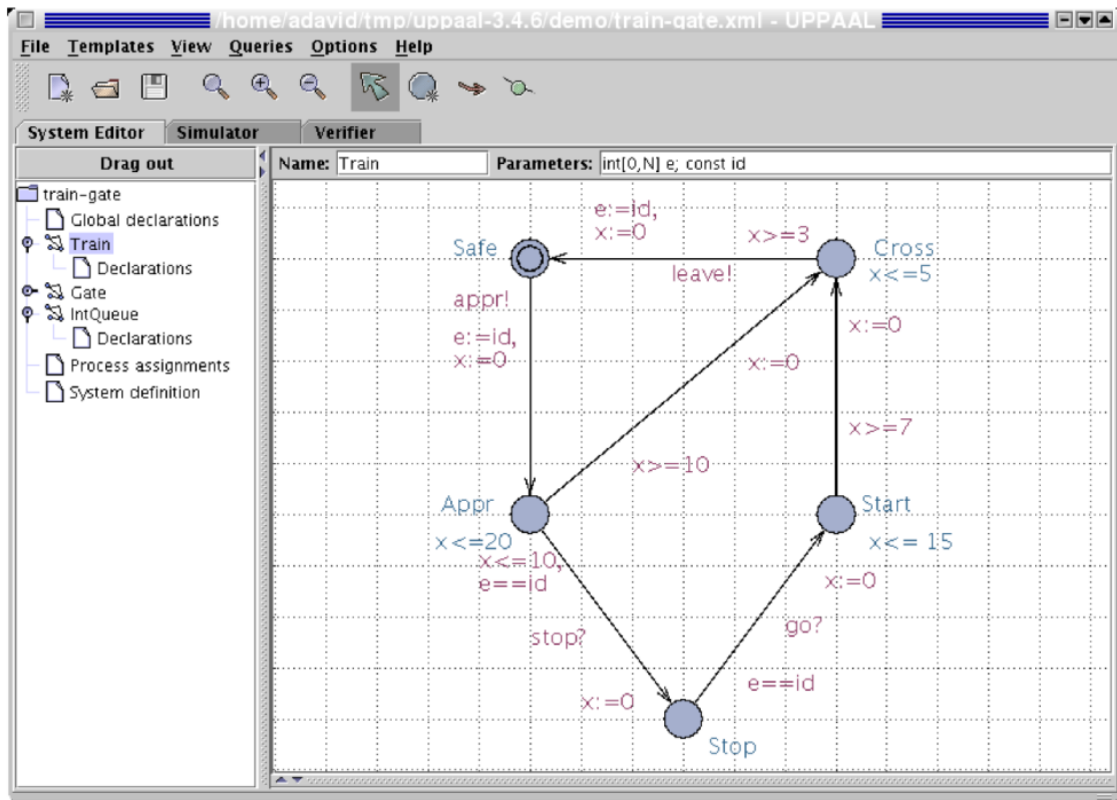 /home/adavid/tmp/uppaal-3.4.6/demo/train-gate.xml - UPPAAL
File Templates View Queries Options Help
System Editor Simulator Verifier
Drag out
Name: Train Parameters: int[0,N] e; const id
train-gate
Global declarations
Train
Declarations
Gate
IntQueue
Declarations
Process assignments
System definition
e:=id,
x:=0
x>=3
Safe
Cross
x<=5
leave!
appr!
e:=id,
x:=0
x:=0
x:=0
x>=7
x>=10
Appr
x<=20
Start
x<= 15
x<=10,
e==id
x:=0
stop?
go?
e==id
x:=0
Stop